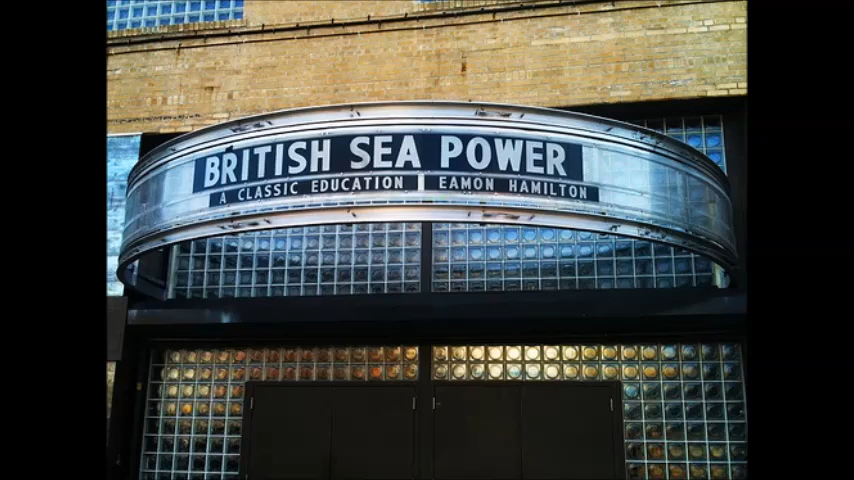 BRITISH SEA POWER
A CLASSIC EDUCATION EAMON HAMILTON